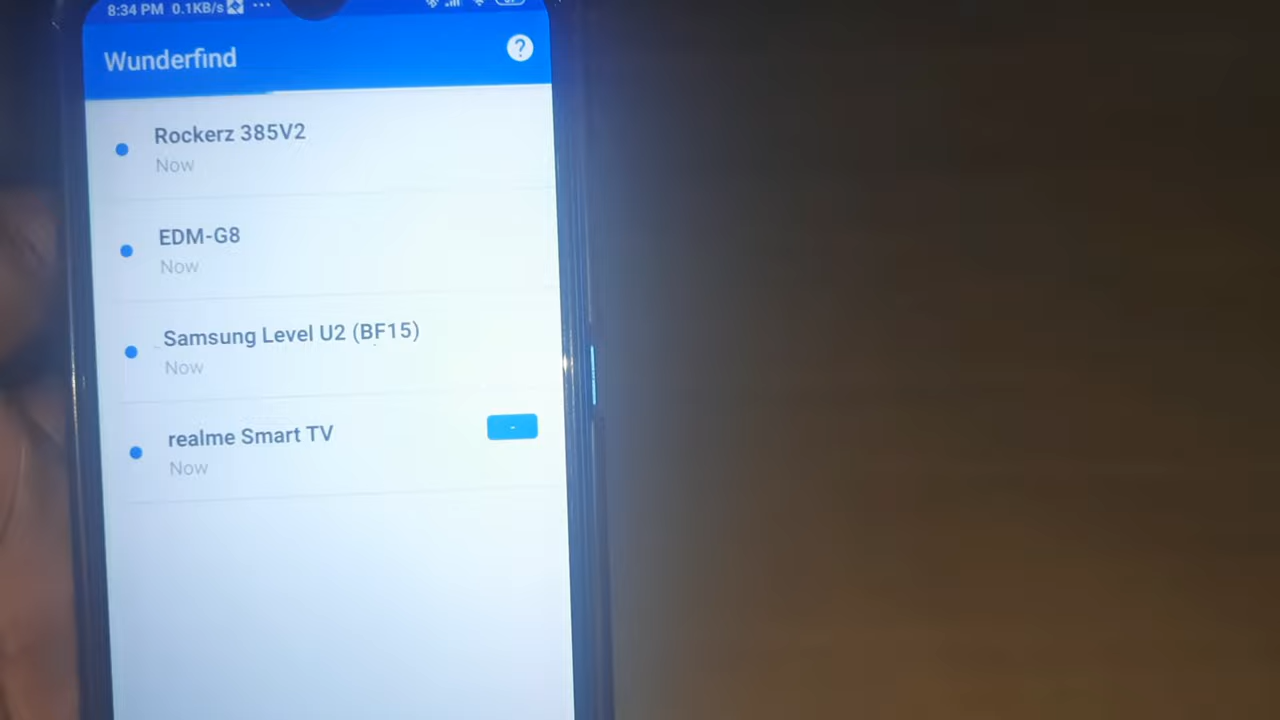 8:34 PM 0.1KB/s ...
Wunderfind
?
Rockerz 385V2
Now
EDM-G8
Now
Samsung Level U2 (BF15)
Now
realme Smart TV
-
Now